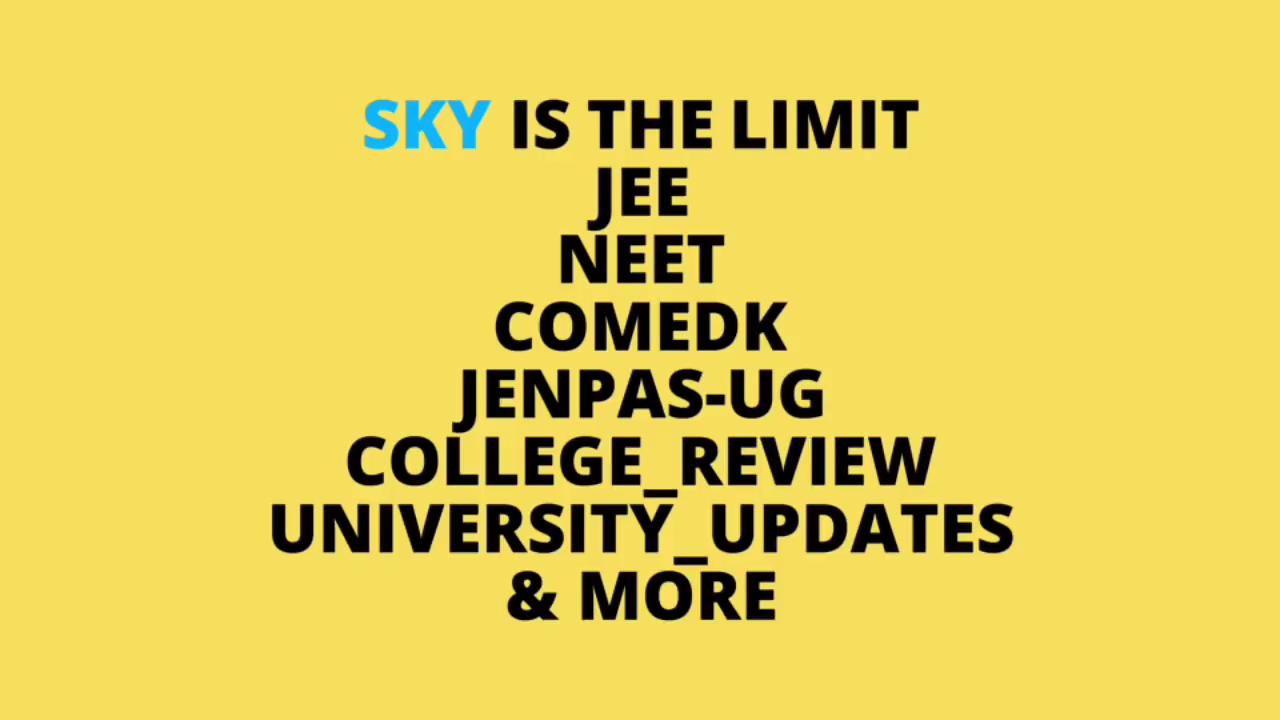 SKY IS THE LIMIT
JEE
NEET
COMEDK
JENPAS-UG
COLLEGE_REVIEW
UNIVERSITY_UPDATES
& MORE